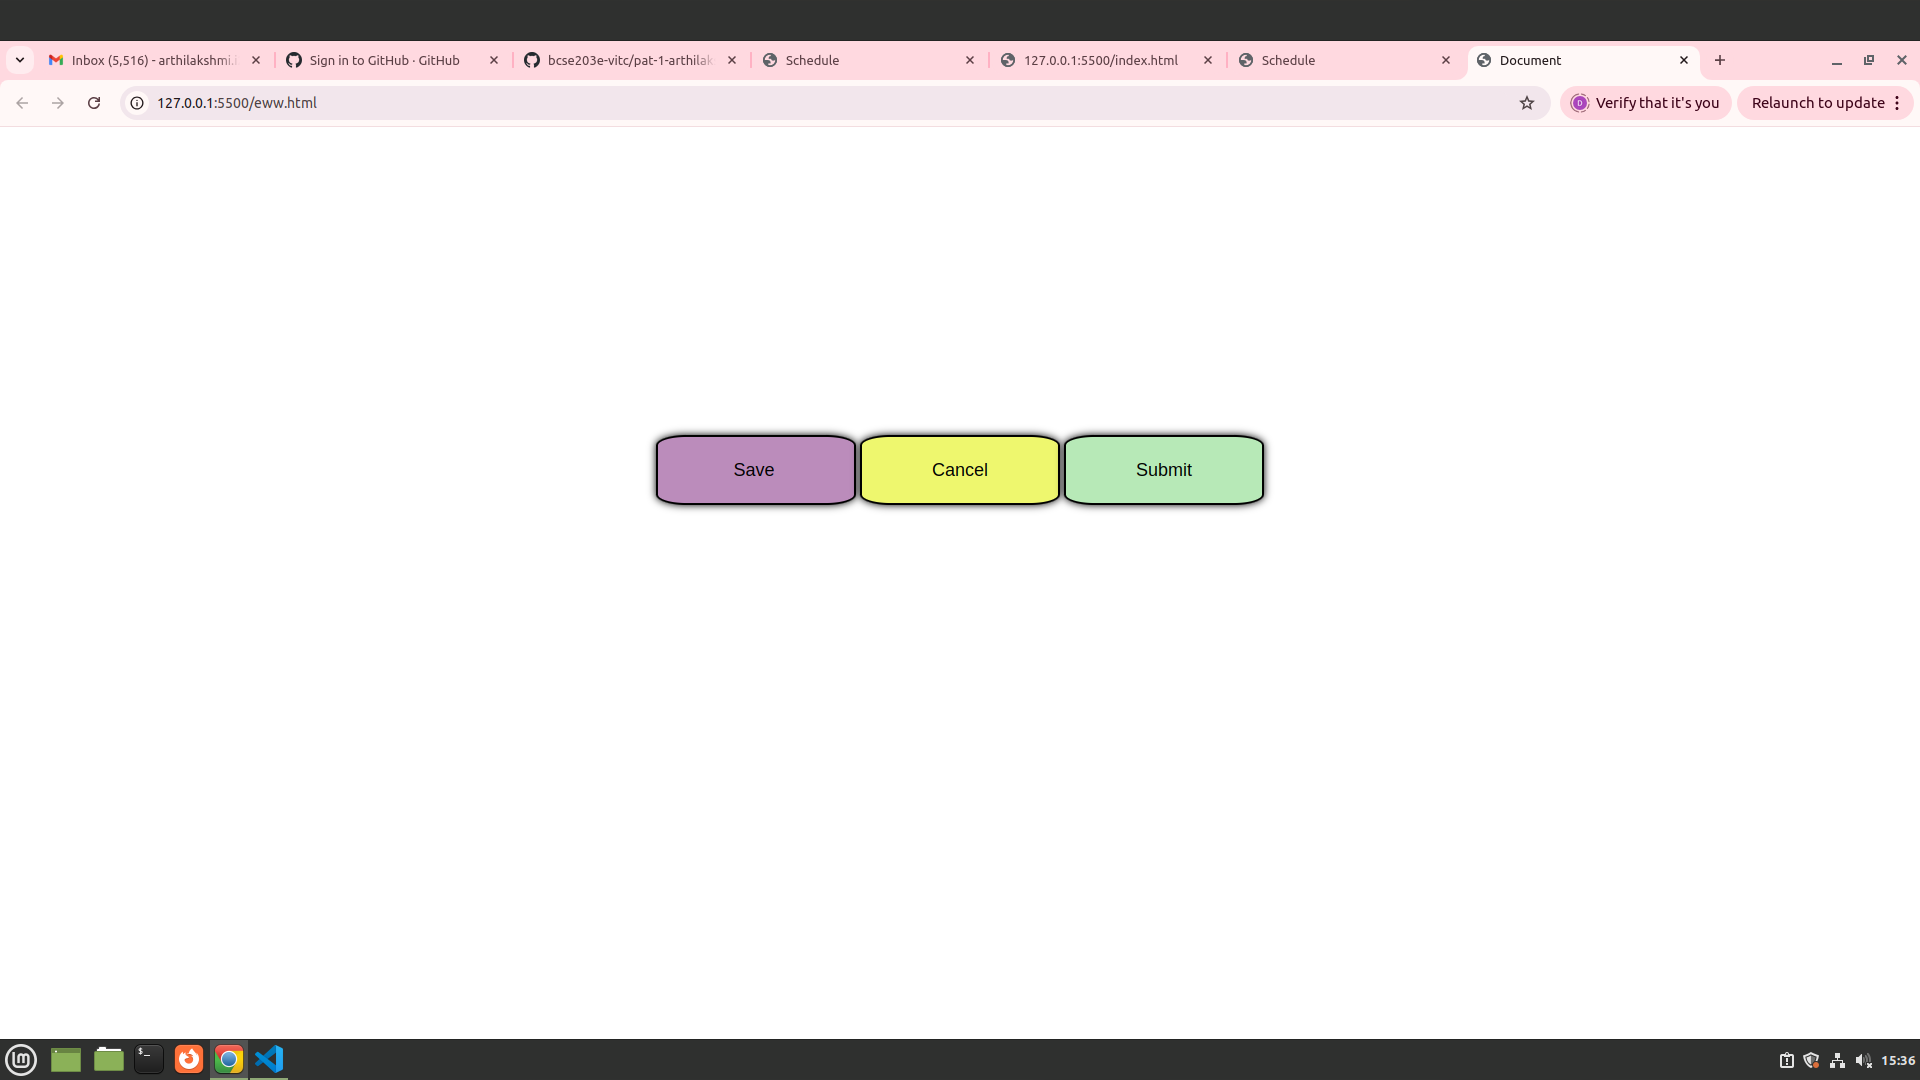 Inbox (5,516) - arthilakshmi.i
Sign in to GitHub · GitHub
bcse203e-vitc/pat-1-arthilak
Schedule
127.0.0.1:5500/index.html
Schedule
Document
127.0.0.1:5500/eww.html
D
Verify that it's you
Relaunch to update
Save
Cancel
Submit
lm
$_
15:36